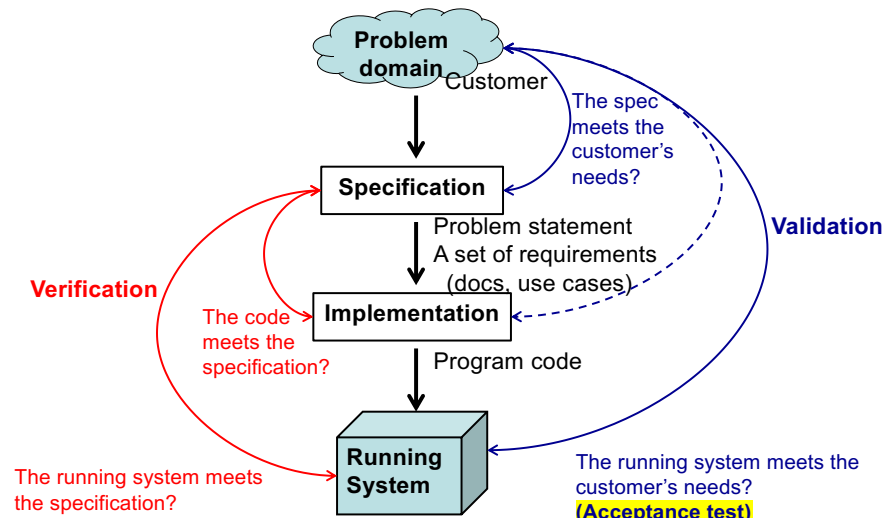 Problem
domain
Customer
The spec
meets the
customer's
needs?
Specification
Problem statement
A set of requirements
(docs, use cases)
Validation
Verification
The code
meets the
specification?
Implementation
Program code
Running
System
The running system meets
the specification?
The running system meets the
customer's needs?
(Acceptance test)